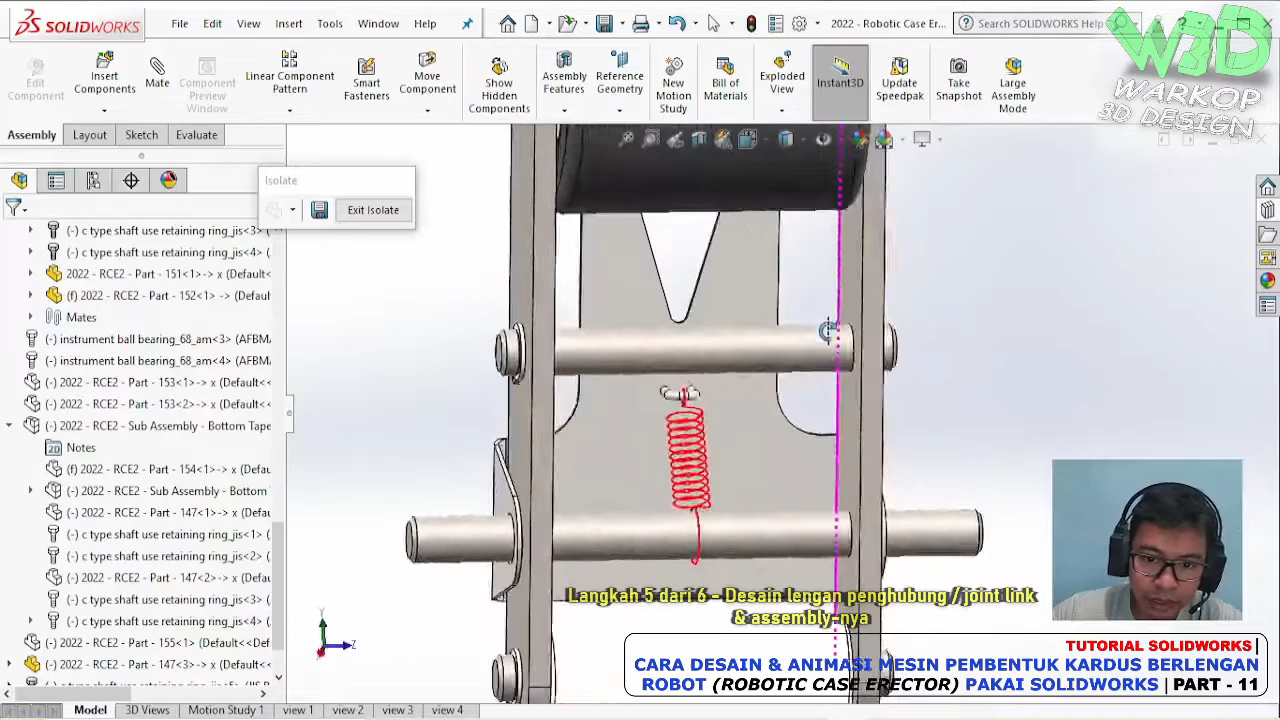 SOLIDWORKS
File
Edit
View
Insert
Tools
Window
Help
2022 - Robotic Case Er...
Search SOLIDWORKS Help
W3D
WARKOP
3D DESIGN
Edit
Component
Insert
Components
Mate
Component
Preview
Window
Linear Component
Pattern
Smart
Fasteners
Move
Component
Show
Hidden
Components
Assembly
Features
Reference
Geometry
New
Motion
Study
Bill of
Materials
Exploded
View
Instant3D
Update
Speedpak
Take
Snapshot
Large
Assembly
Mode
Assembly
Layout
Sketch
Evaluate
Isolate
Exit Isolate
(-) c type shaft use retaining ring_jis<3>
(-) c type shaft use retaining ring_jis<4>
2022 - RCE2 - Part - 151<1>-> x (Default<
(f) 2022 - RCE2 - Part - 152<1> -> (Defaul
Mates
(-) instrument ball bearing_68_am<3> (AFBM
(-) instrument ball bearing_68_am<4> (AFBM
(-) 2022 - RCE2 - Part - 153<1> -> x (Default
(-) 2022 - RCE2 - Part - 153<2> -> x (Default
(-) 2022 - RCE2 - Sub Assembly - Bottom Tape
Notes
(f) 2022 - RCE2 - Part - 154<1> -> x (Defa
(-) 2022 - RCE2 - Sub Assembly - Bottom
(-) 2022 - RCE2 - Part - 147<1> -> x (Defa
(-) c type shaft use retaining ring_jis<1>
(-) c type shaft use retaining ring_jis<2>
(-) 2022 - RCE2 - Part - 147<2> -> x (Defa
(-) c type shaft use retaining ring_jis<3>
(-) c type shaft use retaining ring_jis<4>
(-) 2022 - RCE2 - Part - 155<1> (Default<<Def
(-) 2022 - RCE2 - Part - 147<3> -> x (Default
Y
Z
Langkah 5 dari 6 - Desain lengan penghubung / joint link
& assembly-nya
TUTORIAL SOLIDWORKS |
CARA DESAIN & ANIMASI MESIN PEMBENTUK KARDUS BERLENGAN
ROBOT (ROBOTIC CASE ERECTOR) PAKAI SOLIDWORKS | PART - 11
Model
3D Views
Motion Study 1
view 1
view 2
view 3
view 4